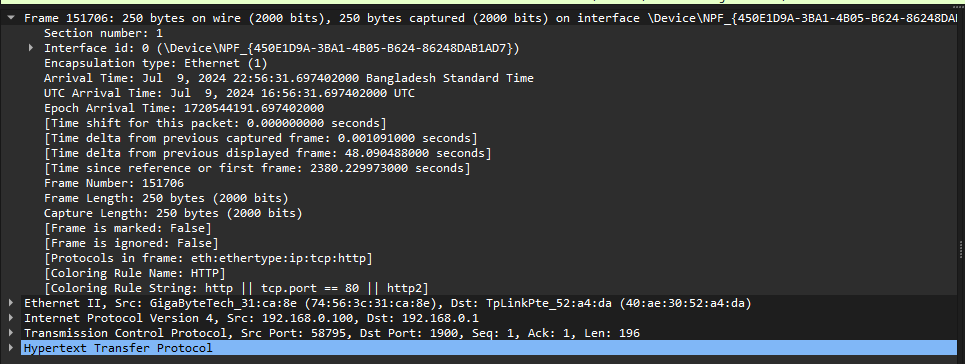 Frame 151706: 250 bytes on wire (2000 bits), 250 bytes captured (2000 bits) on interface \Device\NPF_{450E1D9A-3BA1-4B05-B624-86248DAB
Section number: 1
Interface id: 0 (\Device\NPF_{450E1D9A-3BA1-4B05-B624-86248DAB1AD7})
Encapsulation type: Ethernet (1)
Arrival Time: Jul  9, 2024 22:56:31.697402000 Bangladesh Standard Time
UTC Arrival Time: Jul  9, 2024 16:56:31.697402000 UTC
Epoch Arrival Time: 1720544191.697402000
[Time shift for this packet: 0.000000000 seconds]
[Time delta from previous captured frame: 0.001091000 seconds]
[Time delta from previous displayed frame: 48.090488000 seconds]
[Time since reference or first frame: 2380.229973000 seconds]
Frame Number: 151706
Frame Length: 250 bytes (2000 bits)
Capture Length: 250 bytes (2000 bits)
[Frame is marked: False]
[Frame is ignored: False]
[Protocols in frame: eth:ethertype:ip:tcp:http]
[Coloring Rule Name: HTTP]
[Coloring Rule String: http || tcp.port == 80 || http2]
Ethernet II, Src: GigaByteTech_31:ca:8e (74:56:3c:31:ca:8e), Dst: TpLinkPte_52:a4:da (40:ae:30:52:a4:da)
Internet Protocol Version 4, Src: 192.168.0.100, Dst: 192.168.0.1
Transmission Control Protocol, Src Port: 58795, Dst Port: 1900, Seq: 1, Ack: 1, Len: 196
Hypertext Transfer Protocol